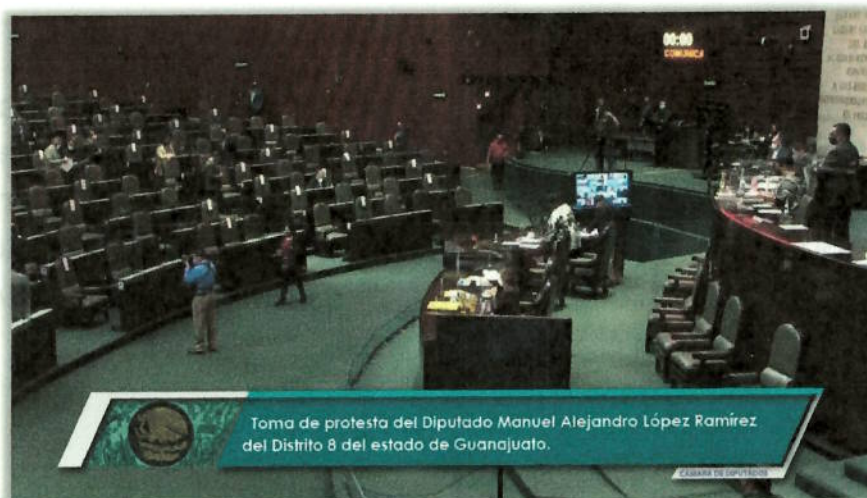 00:00
COMUNICA
Toma de protesta del Diputado Manuel Alejandro López Ramírez
del Distrito 8 del estado de Guanajuato.
CÁMARA DE DIPUTADOS